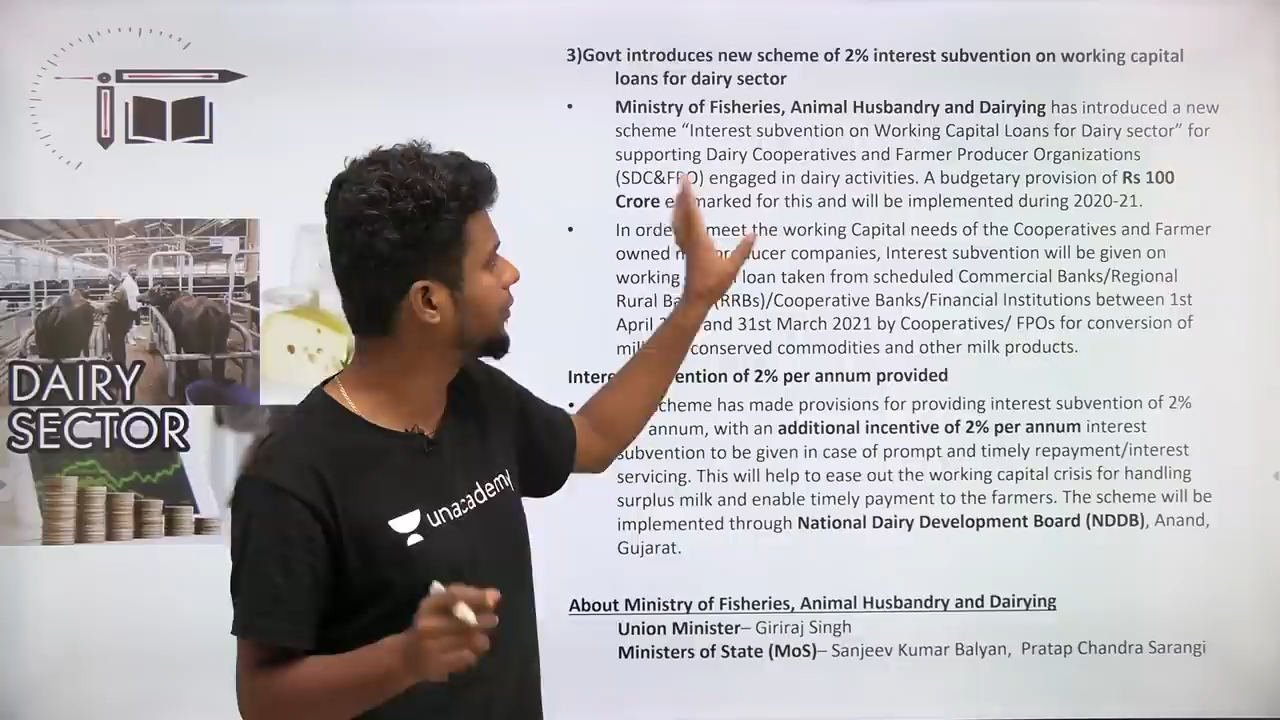 3)Govt introduces new scheme of 2% interest subvention on working capital
loans for dairy sector
• Ministry of Fisheries, Animal Husbandry and Dairying has introduced a new
scheme “Interest subvention on Working Capital Loans for Dairy sector” for
supporting Dairy Cooperatives and Farmer Producer Organizations
(SDC&FPO) engaged in dairy activities. A budgetary provision of Rs 100
Crore marked for this and will be implemented during 2020-21.
• In meet the working Capital needs of the Cooperatives and Farmer
owned companies, Interest subvention will be given on
working loan taken from scheduled Commercial Banks/Regional
Rural (RRBs)/Cooperative Banks/Financial Institutions between 1st
April and 31st March 2021 by Cooperatives/ FPOs for conversion of
conserved commodities and other milk products.
of 2% per annum provided
has made provisions for providing interest subvention of 2%
annum, with an additional incentive of 2% per annum interest
subvention to be given in case of prompt and timely repayment/interest
servicing. This will help to ease out the working capital crisis for handling
surplus milk and enable timely payment to the farmers. The scheme will be
implemented through National Dairy Development Board (NDDB), Anand,
Gujarat.
About Ministry of Fisheries, Animal Husbandry and Dairying
Union Minister– Giriraj Singh
Ministers of State (MoS)– Sanjeev Kumar Balyan, Pratap Chandra Sarangi
DAIRY
SECTOR
unacademy